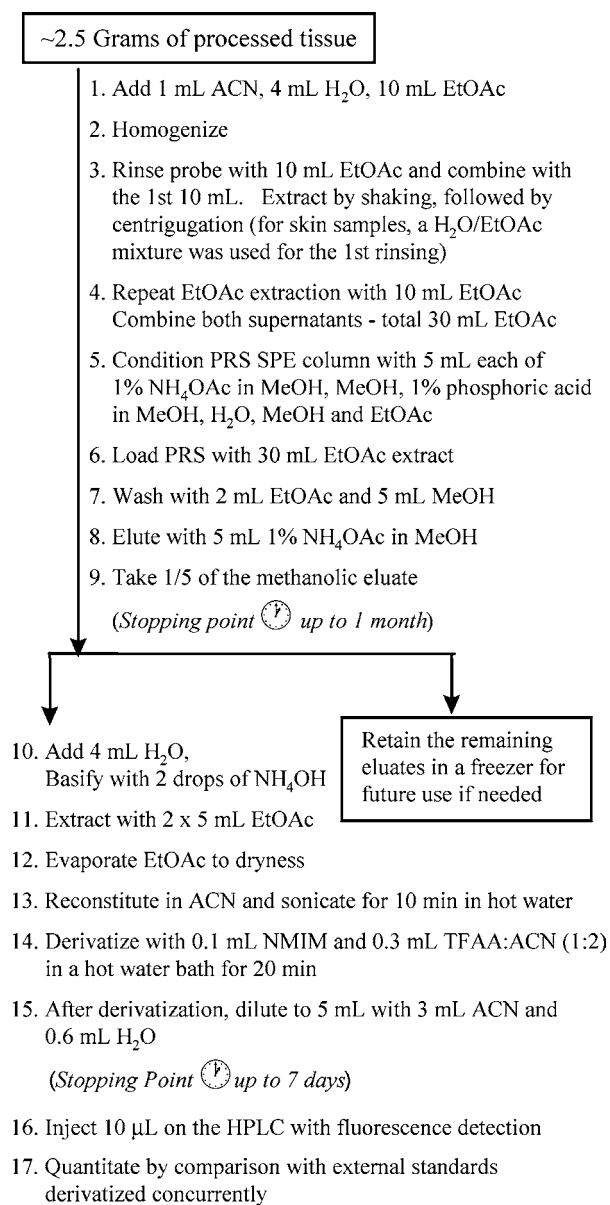 ~2.5 Grams of processed tissue
1. Add 1 mL ACN, 4 mL H₂O, 10 mL EtOAc
2. Homogenize
3. Rinse probe with 10 mL EtOAc and combine with
the 1st 10 mL. Extract by shaking, followed by
centrigugation (for skin samples, a H₂O/EtOAc
mixture was used for the 1st rinsing)
4. Repeat EtOAc extraction with 10 mL EtOAc
Combine both supernatants - total 30 mL EtOAc
5. Condition PRS SPE column with 5 mL each of
1% NH₄OAc in MeOH, MeOH, 1% phosphoric acid
in MeOH, H₂O, MeOH and EtOAc
6. Load PRS with 30 mL EtOAc extract
7. Wash with 2 mL EtOAc and 5 mL MeOH
8. Elute with 5 mL 1% NH₄OAc in MeOH
9. Take 1/5 of the methanolic eluate
(Stopping point up to 1 month)
10. Add 4 mL H₂O,
Basify with 2 drops of NH₄OH
Retain the remaining
eluates in a freezer for
future use if needed
11. Extract with 2 x 5 mL EtOAc
12. Evaporate EtOAc to dryness
13. Reconstitute in ACN and sonicate for 10 min in hot water
14. Derivatize with 0.1 mL NMIM and 0.3 mL TFAA:ACN (1:2)
in a hot water bath for 20 min
15. After derivatization, dilute to 5 mL with 3 mL ACN and
0.6 mL H₂O
(Stopping Point up to 7 days)
16. Inject 10 µL on the HPLC with fluorescence detection
17. Quantitate by comparison with external standards
derivatized concurrently